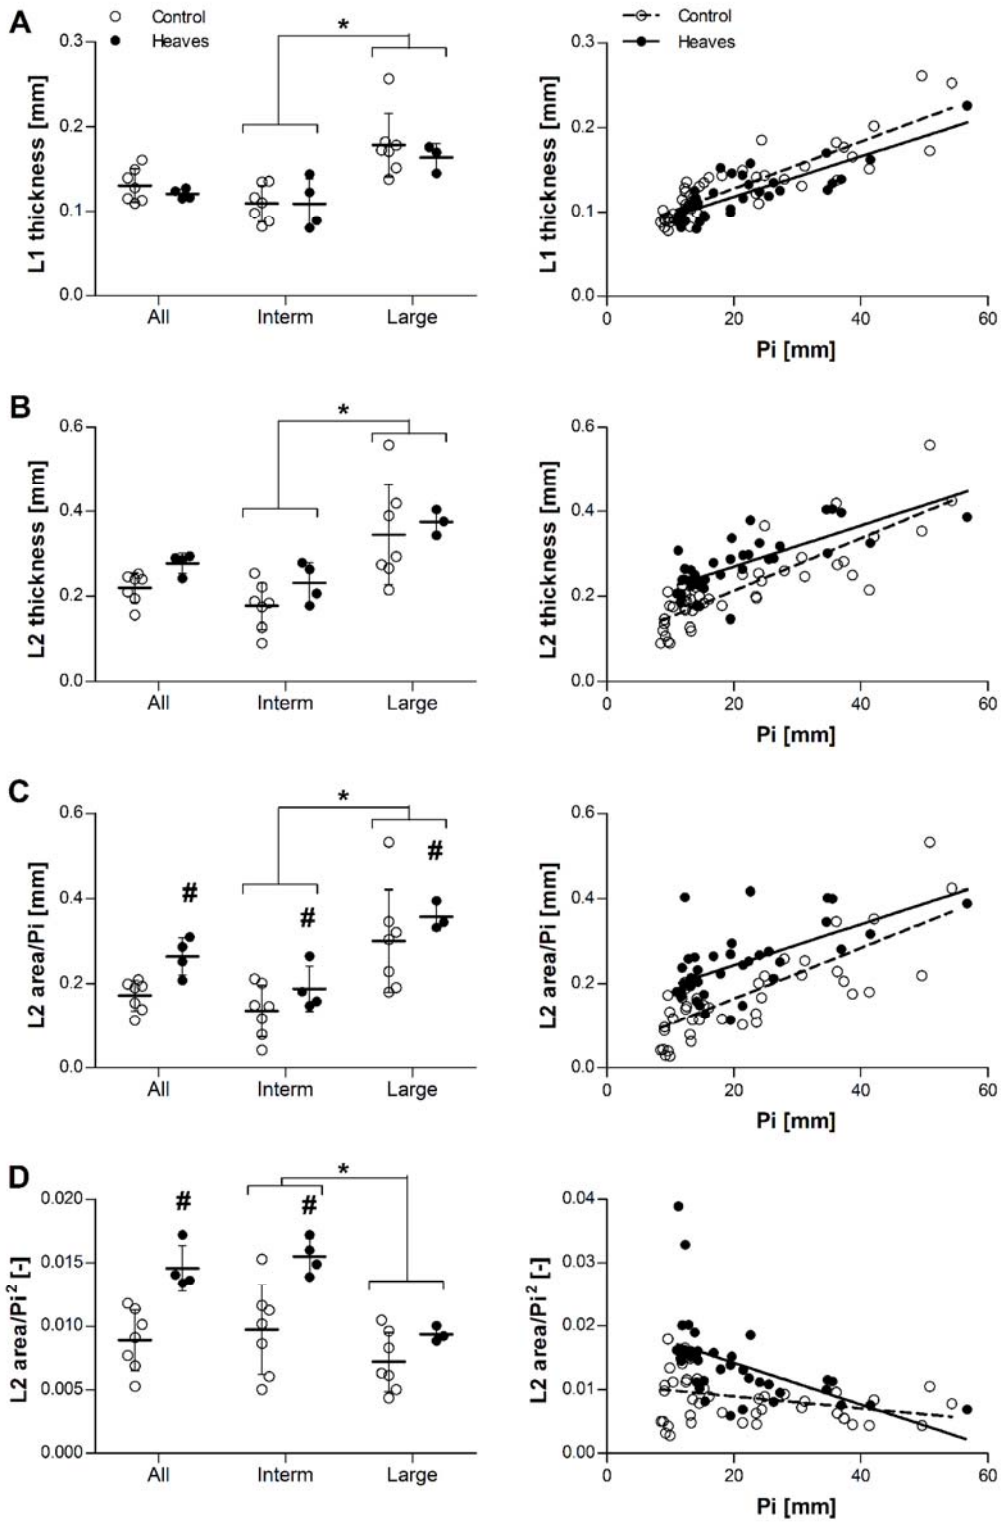 A
Control
Heaves
*
L1 thickness [mm]
0.3
0.2
0.1
0.0
All
Interm
Large
Control
Heaves
L1 thickness [mm]
0.3
0.2
0.1
0.0
0
20
40
60
Pi [mm]
B
*
L2 thickness [mm]
0.6
0.4
0.2
0.0
All
Interm
Large
L2 thickness [mm]
0.6
0.4
0.2
0.0
0
20
40
60
Pi [mm]
C
*
#
#
#
L2 area/Pi [mm]
0.6
0.4
0.2
0.0
All
Interm
Large
L2 area/Pi [mm]
0.6
0.4
0.2
0.0
0
20
40
60
Pi [mm]
D
*
#
#
L2 area/Pi² [-]
0.020
0.015
0.010
0.005
0.000
All
Interm
Large
L2 area/Pi² [-]
0.04
0.03
0.02
0.01
0.00
0
20
40
60
Pi [mm]